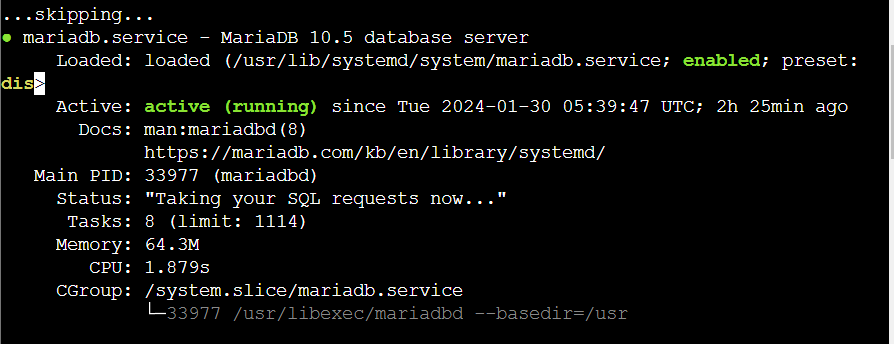 ...skipping...
● mariadb.service - MariaDB 10.5 database server
Loaded: loaded (/usr/lib/systemd/system/mariadb.service; enabled; preset:
dis>
Active: active (running) since Tue 2024-01-30 05:39:47 UTC; 2h 25min ago
Docs: man:mariadbd(8)
https://mariadb.com/kb/en/library/systemd/
Main PID: 33977 (mariadbd)
Status: "Taking your SQL requests now..."
Tasks: 8 (limit: 1114)
Memory: 64.3M
CPU: 1.879s
CGroup: /system.slice/mariadb.service
└─33977 /usr/libexec/mariadbd --basedir=/usr